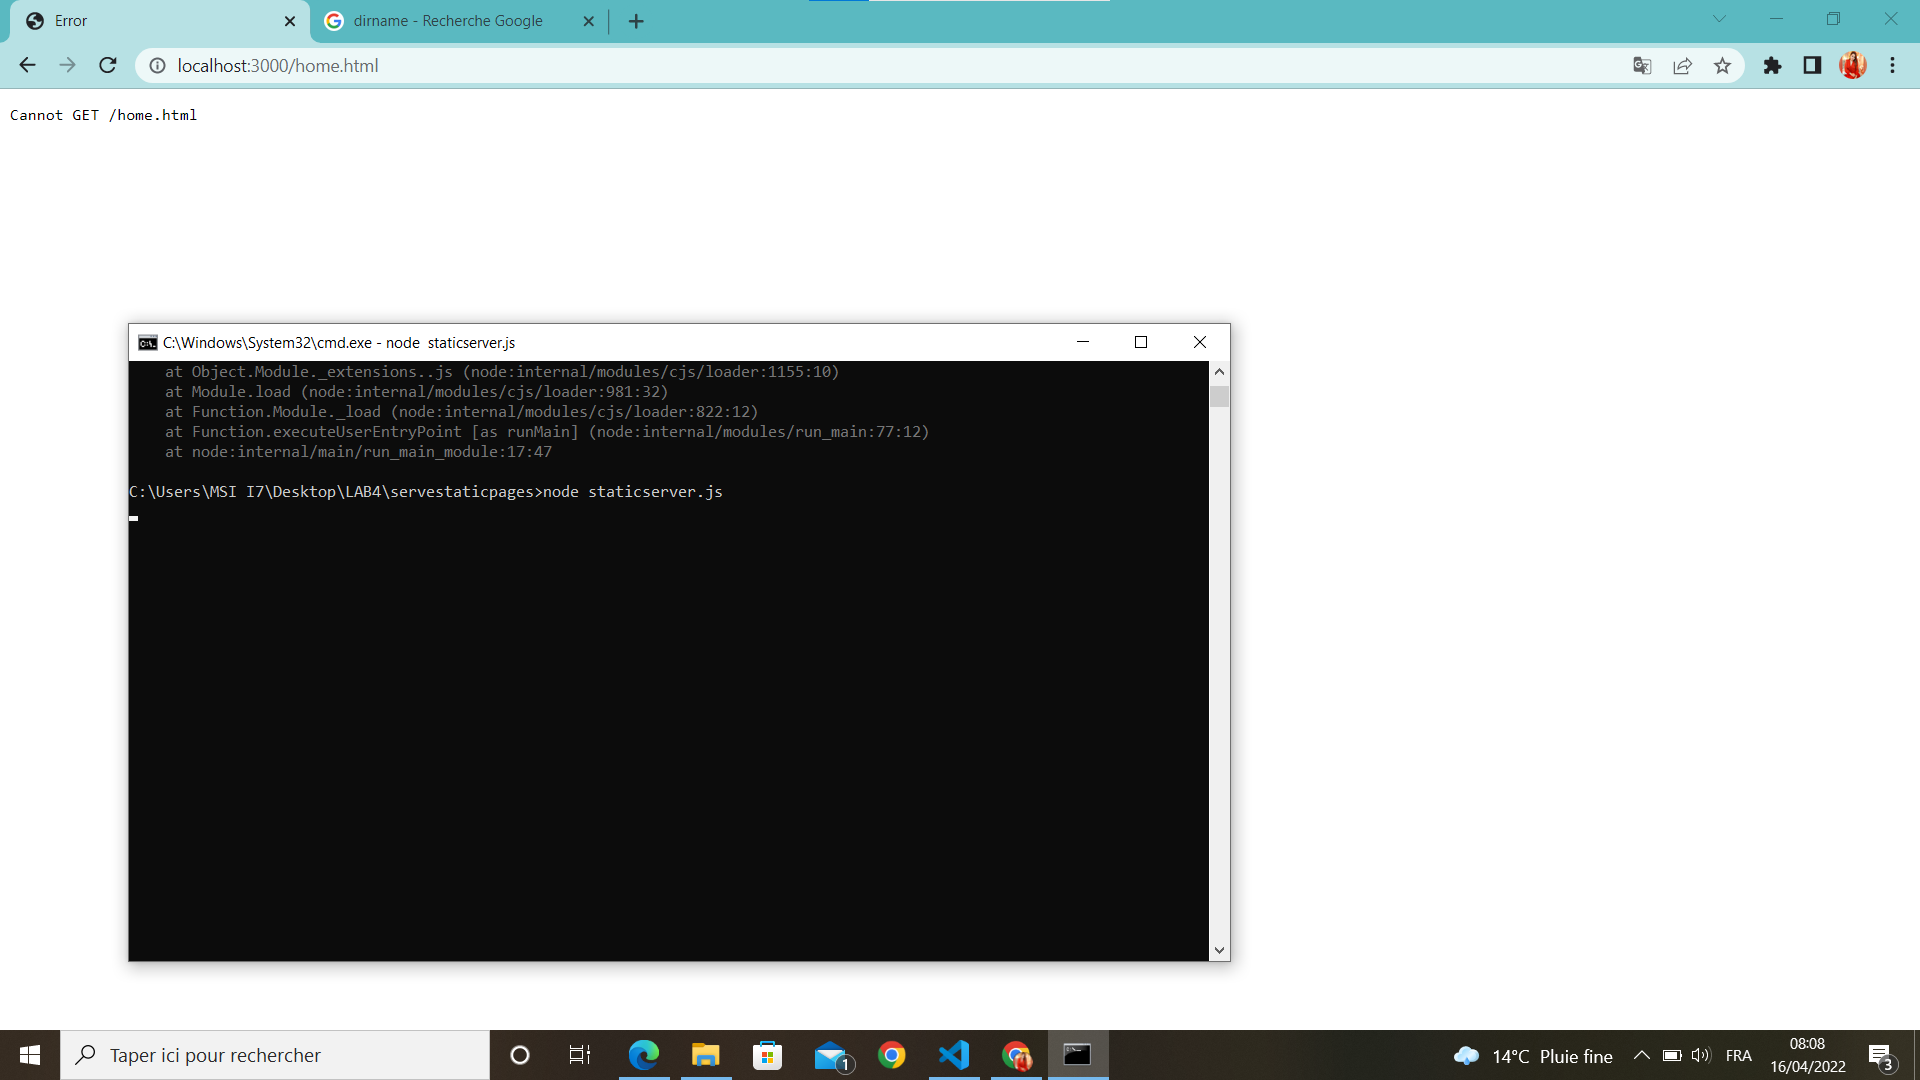 Error
dirname - Recherche Google
localhost:3000/home.html
Cannot GET /home.html
C:\Windows\System32\cmd.exe - node  staticserver.js
    at Object.Module._extensions..js (node:internal/modules/cjs/loader:1155:10)
    at Module.load (node:internal/modules/cjs/loader:981:32)
    at Function.Module._load (node:internal/modules/cjs/loader:822:12)
    at Function.executeUserEntryPoint [as runMain] (node:internal/modules/run_main:77:12)
    at node:internal/main/run_main_module:17:47
C:\Users\MSI I7\Desktop\LAB4\servestaticpages>node staticserver.js
Taper ici pour rechercher
1
14°C Pluie fine
FRA
08:08
16/04/2022
3